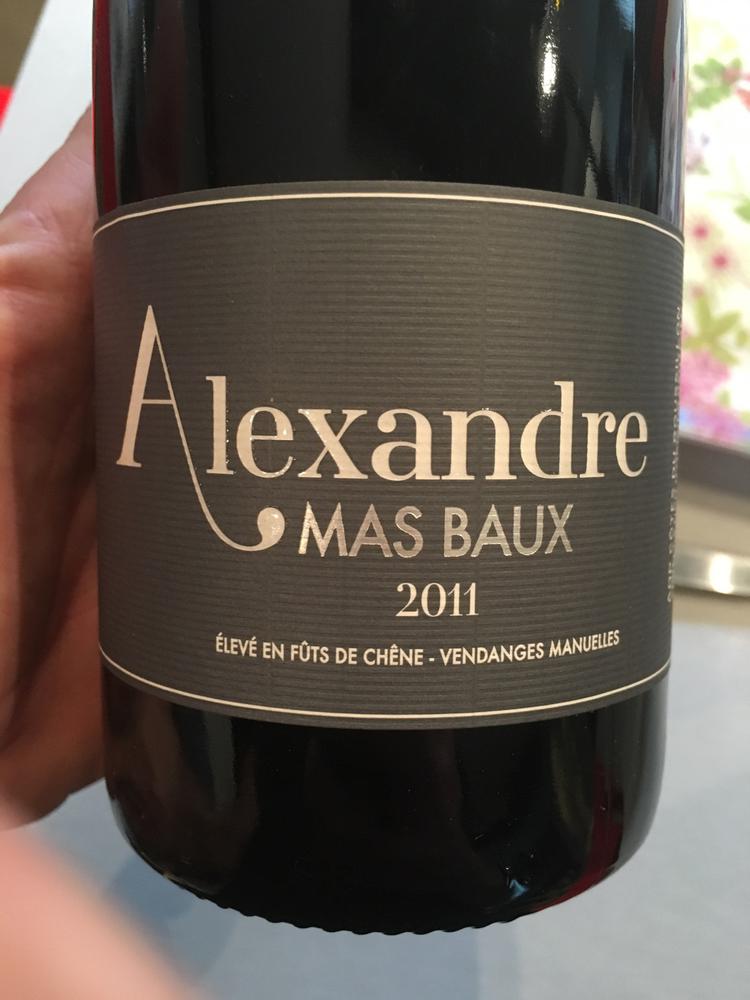 Alexandre
MAS BAUX
2011
ÉLEVÉ EN FÛTS DE CHÊNE - VENDANGES MANUELLES